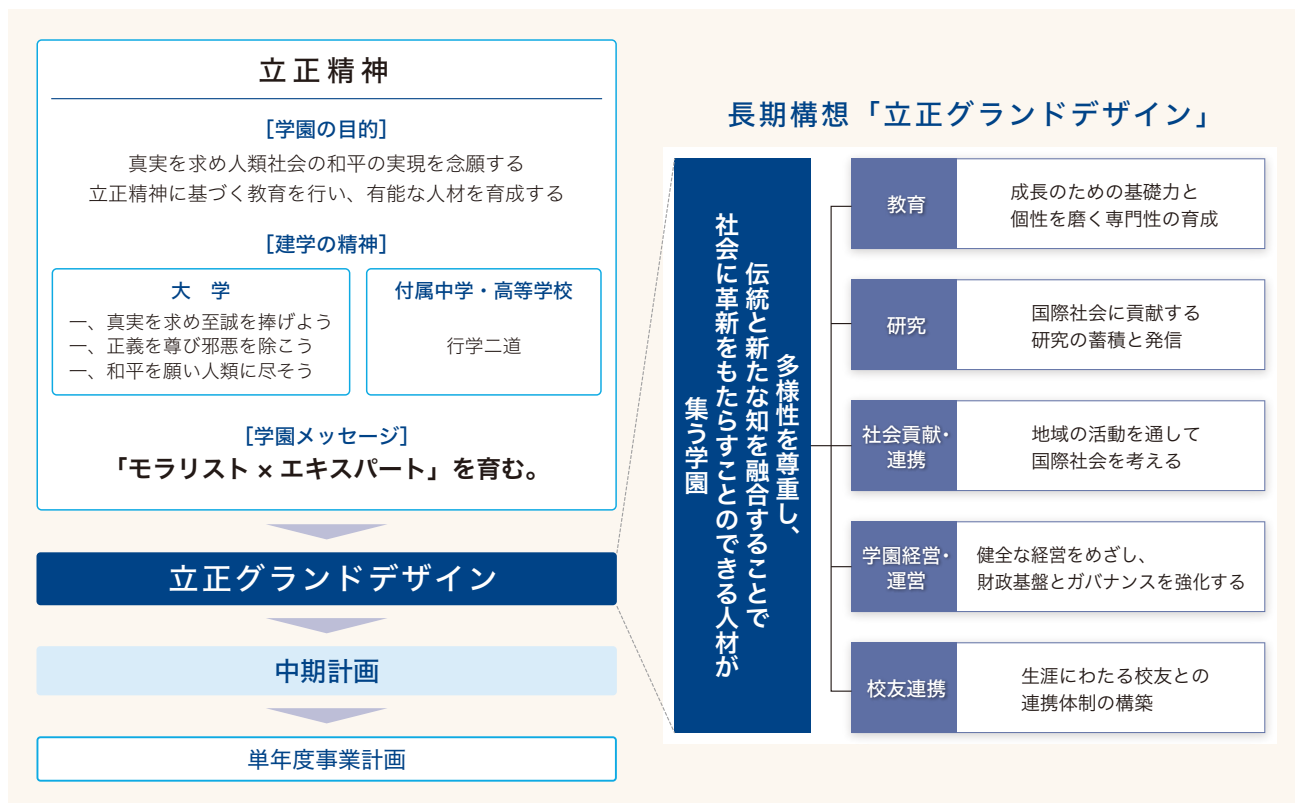 立正精神
［学園の目的］
真実を求め人類社会の和平の実現を念願する
立正精神に基づく教育を行い、有能な人材を育成する
［建学の精神］
大　学
一、真実を求め至誠を捧げよう
一、正義を尊び邪悪を除こう
一、和平を願い人類に尽そう
付属中学・高等学校
行学二道
［学園メッセージ］
「モラリスト × エキスパート」を育む。
立正グランドデザイン
中期計画
単年度事業計画
長期構想「立正グランドデザイン」
多様性を尊重し、
伝統と新たな知を融合することで
社会に革新をもたらすことのできる人材が
集う学園
教育
成長のための基礎力と
個性を磨く専門性の育成
研究
国際社会に貢献する
研究の蓄積と発信
社会貢献・
連携
地域の活動を通して
国際社会を考える
学園経営・
運営
健全な経営をめざし、
財政基盤とガバナンスを強化する
校友連携
生涯にわたる校友との
連携体制の構築